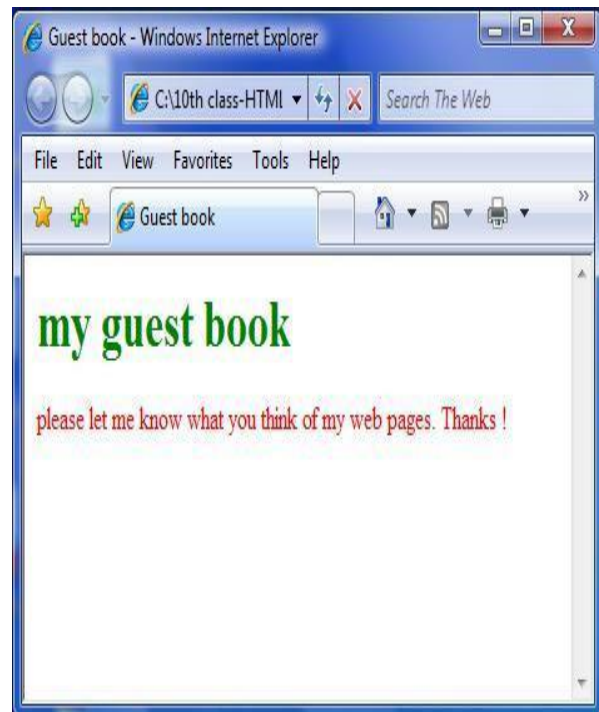 Guest book - Windows Internet Explorer
C:\10th class-HTMl
Search The Web
File Edit View Favorites Tools Help
Guest book
my guest book
please let me know what you think of my web pages. Thanks !